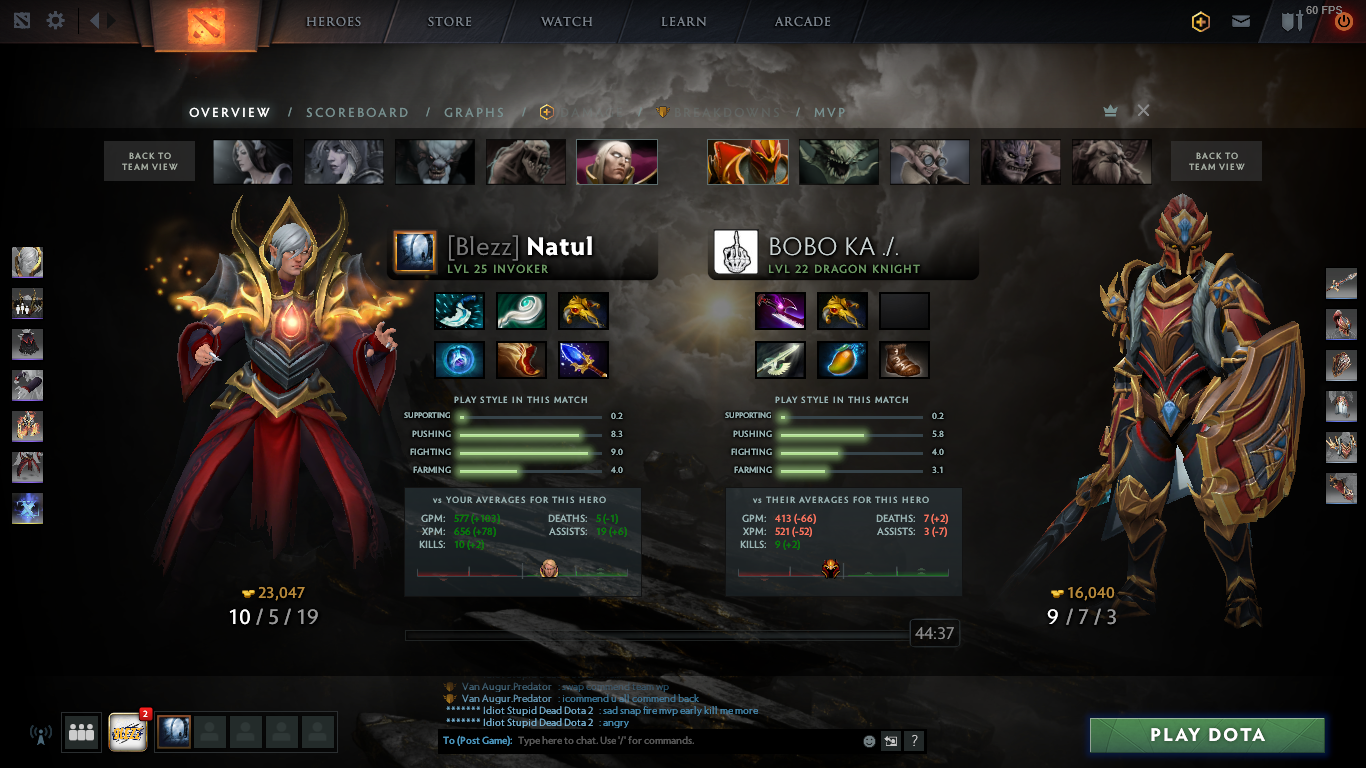 60 FPS
HEROES STORE WATCH LEARN ARCADE
OVERVIEW / SCOREBOARD / GRAPHS / / BREAKDOWNS / MVP
BACK TO
TEAM VIEW
BACK TO
TEAM VIEW
[Blezz] Natul
LVL 25 INVOKER
BOBO KA ./.
LVL 22 DRAGON KNIGHT
PLAY STYLE IN THIS MATCH
SUPPORTING 0.2
PUSHING 8.3
FIGHTING 9.0
FARMING 4.0
PLAY STYLE IN THIS MATCH
SUPPORTING 0.2
PUSHING 5.8
FIGHTING 4.0
FARMING 3.1
vs YOUR AVERAGES FOR THIS HERO
GPM: 577 (+103) DEATHS: 5 (-1)
XPM: 656 (+78) ASSISTS: 19 (+6)
KILLS: 10 (+2)
vs THEIR AVERAGES FOR THIS HERO
GPM: 413 (-66) DEATHS: 7 (+2)
XPM: 521 (-52) ASSISTS: 3 (-7)
KILLS: 9 (+2)
23,047
10 / 5 / 19
16,040
9 / 7 / 3
44:37
Van Augur.Predator : swap commend team wp
Van Augur.Predator : icommend u all commend back
******* Idiot Stupid Dead Dota 2 : sad snap fire mvp early kill me more
******* Idiot Stupid Dead Dota 2 : angry
To (Post Game): Type here to chat. Use '/' for commands.
?
2
PLAY DOTA